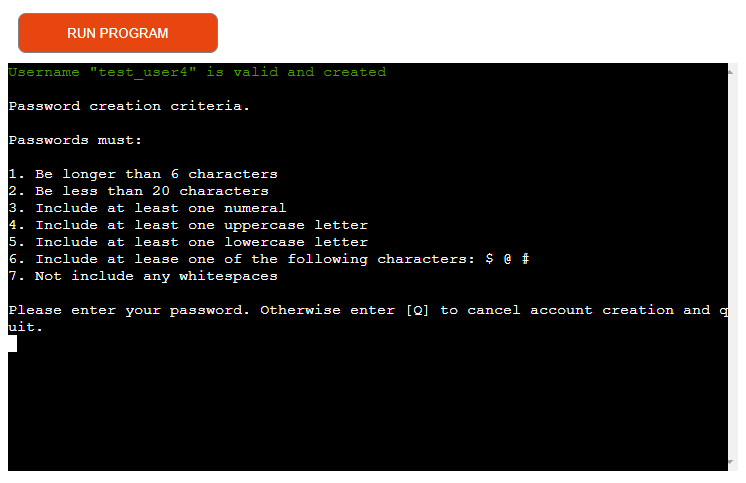 RUN PROGRAM
Username "test_user4" is valid and created
Password creation criteria.
Passwords must:
1. Be longer than 6 characters
2. Be less than 20 characters
3. Include at least one numeral
4. Include at least one uppercase letter
5. Include at least one lowercase letter
6. Include at lease one of the following characters: $ @ #
7. Not include any whitespaces
Please enter your password. Otherwise enter [Q] to cancel account creation and q
uit.